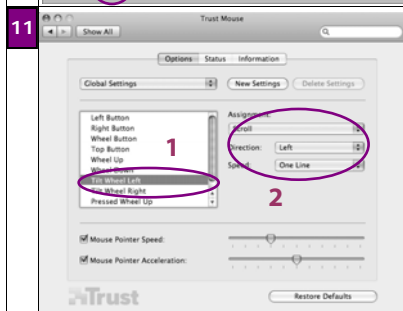 11
Trust Mouse
Show All
Options Status Information
Global Settings
New Settings
Delete Settings
Left Button
Right Button
Wheel Button
Top Button
Wheel Up
Wheel Down
Tilt Wheel Left
Tilt Wheel Right
Pressed Wheel Up
1
Assignment:
Scroll
Direction: Left
Speed: One Line
2
Mouse Pointer Speed:
Mouse Pointer Acceleration:
Trust
Restore Defaults